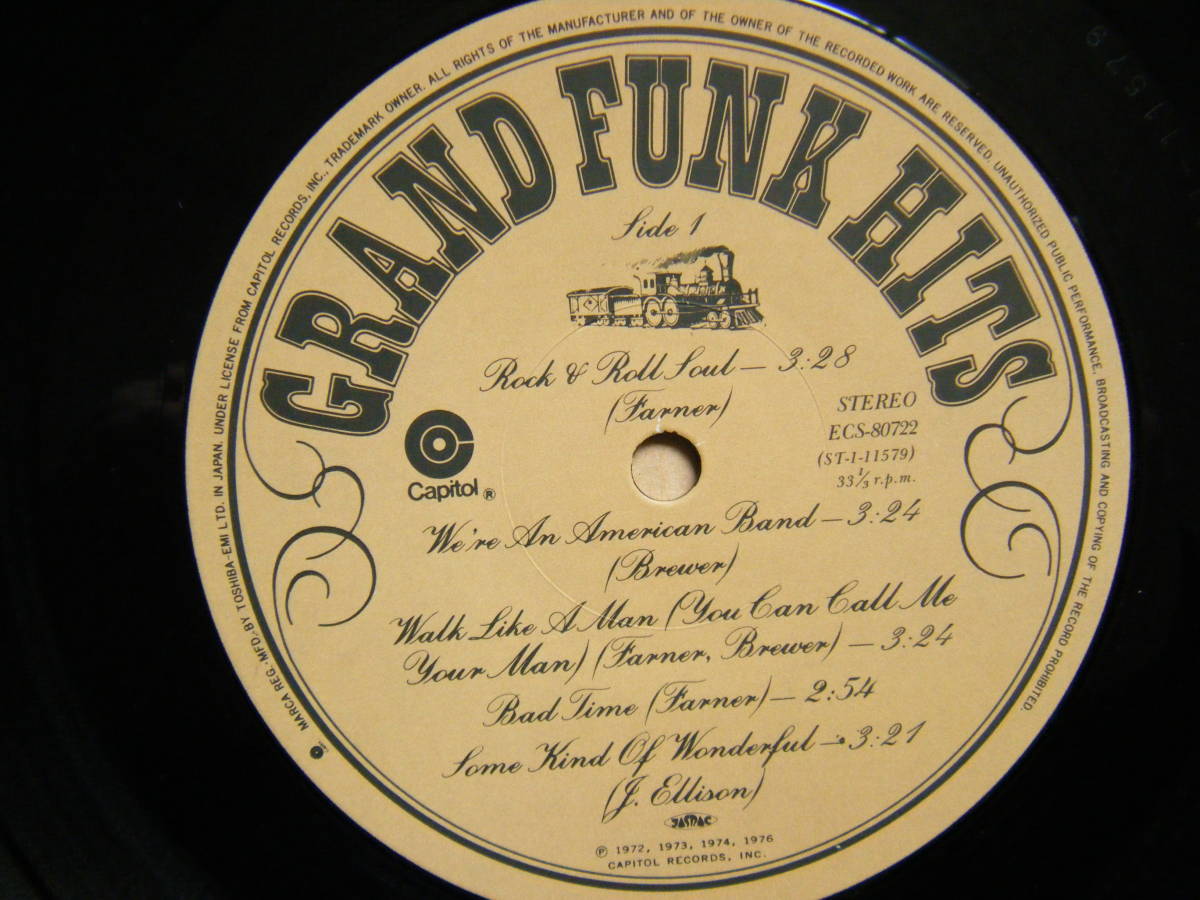 MARCA REG.-MFD. BY TOSHIBA-EMI LTD. IN JAPAN. UNDER LICENSE FROM CAPITOL RECORDS, INC., TRADEMARK OWNER. ALL RIGHTS OF THE MANUFACTURER AND OF THE OWNER OF THE RECORDED WORK ARE RESERVED. UNAUTHORIZED PUBLIC PERFORMANCE, BROADCASTING AND COPYING OF THE RECORD PROHIBITED.
GRAND FUNK HITS
Side 1
Rock & Roll Soul – 3:28
(Farner)
STEREO
ECS-80722
(ST-1-11579)
33 1/3 r.p.m.
Capitol ®
We're An American Band – 3:24
(Brewer)
Walk Like A Man (You Can Call Me
Your Man) (Farner, Brewer) – 3:24
Bad Time (Farner) – 2:54
Some Kind Of Wonderful – 3:21
(J. Ellison)
JASRAC
℗ 1972, 1973, 1974, 1976
CAPITOL RECORDS, INC.